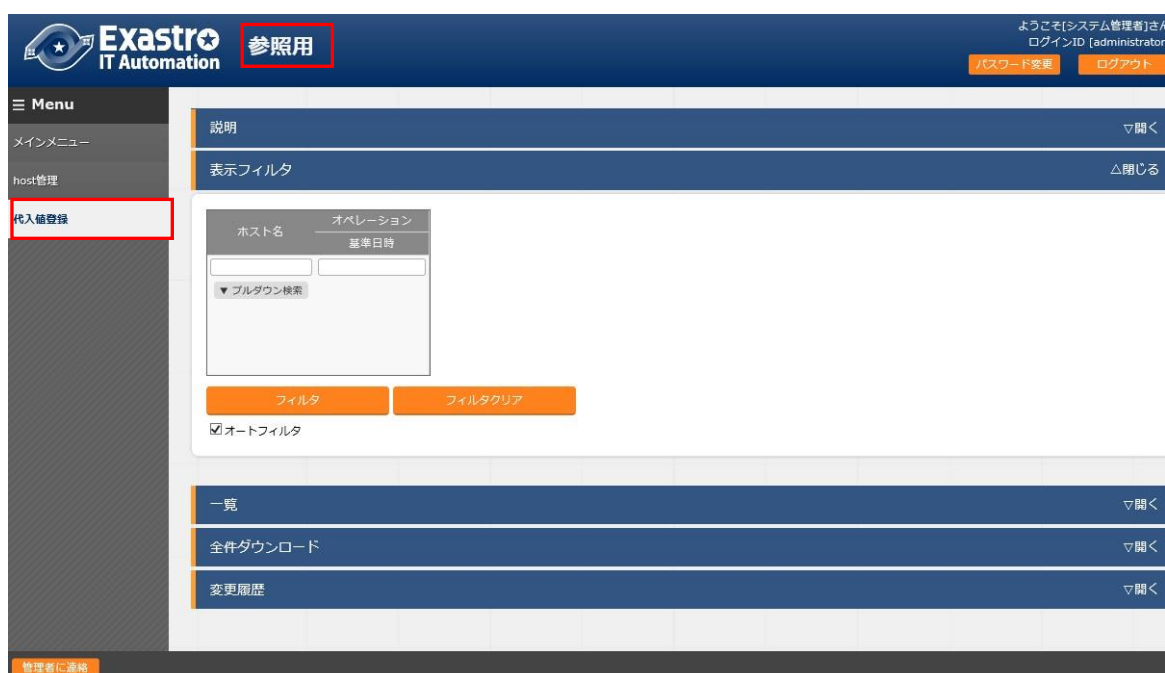 Exastro
IT Automation
参照用
ようこそ[システム管理者]さん
ログインID [administrator
パスワード変更
ログアウト
≡ Menu
メインメニュー
host管理
代入値登録
説明
▽開く
表示フィルタ
△閉じる
ホスト名
オペレーション
基準日時
▼ プルダウン検索
フィルタ
フィルタクリア
オートフィルタ
一覧
▽開く
全件ダウンロード
▽開く
変更履歴
▽開く
管理者に連絡